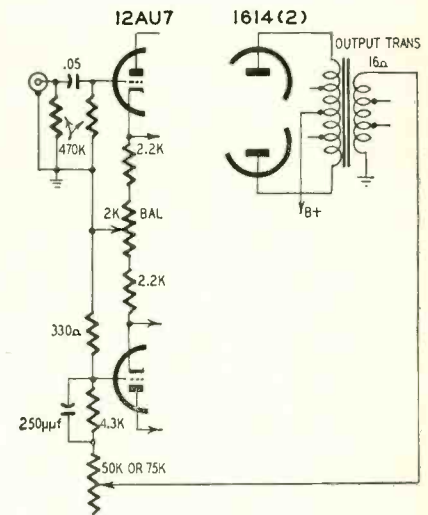 12AU7
1614(2)
OUTPUT TRANS
16Ω
.05
470K
2.2K
2K BAL
B+
2.2K
330Ω
250μμf
4.3K
50K OR 75K